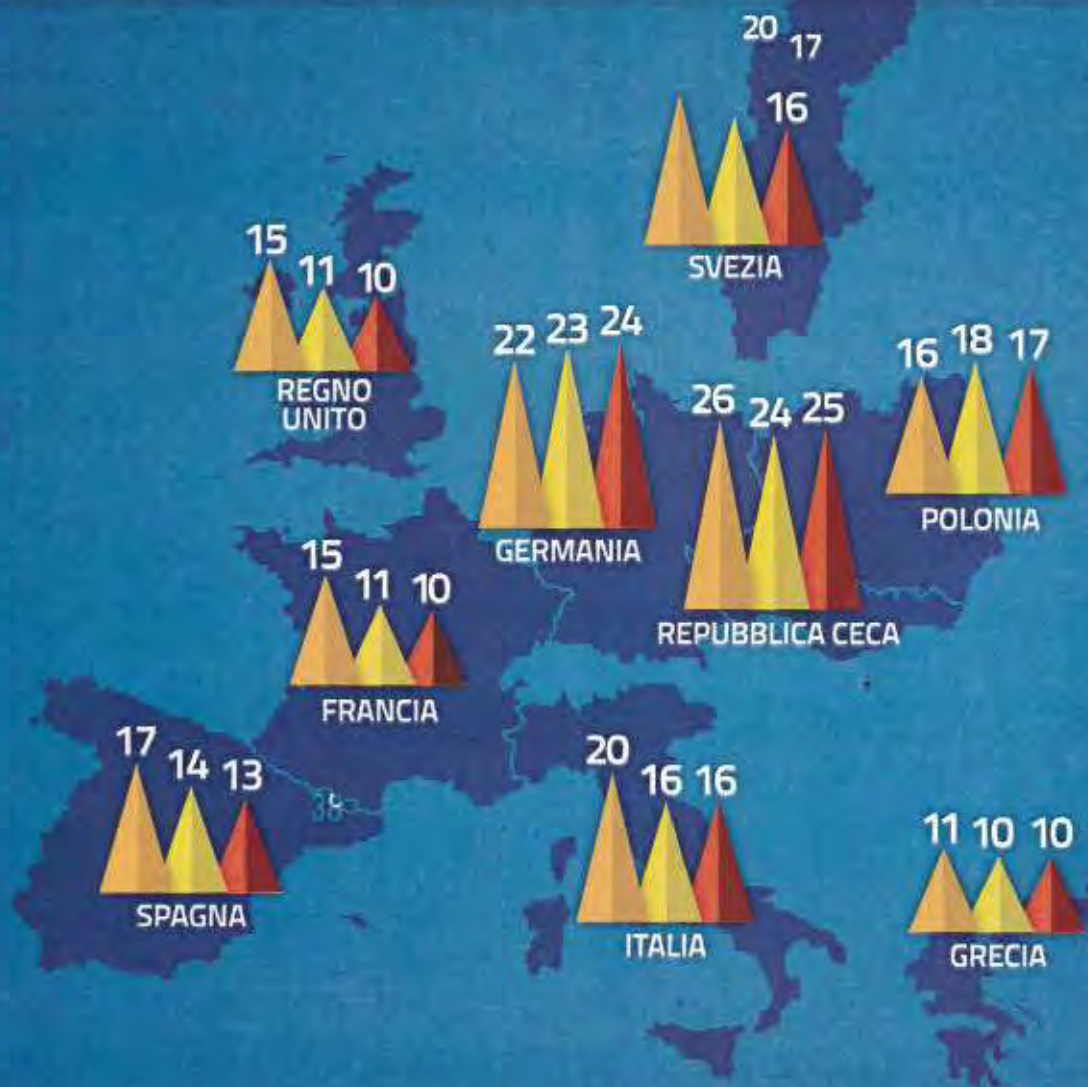 20 17
16
SVEZIA
15 11 10
REGNO
UNITO
22 23 24
GERMANIA
26 24 25
REPUBBLICA CECA
16 18 17
POLONIA
15 11 10
FRANCIA
17 14 13
SPAGNA
20 16 16
ITALIA
11 10 10
GRECIA